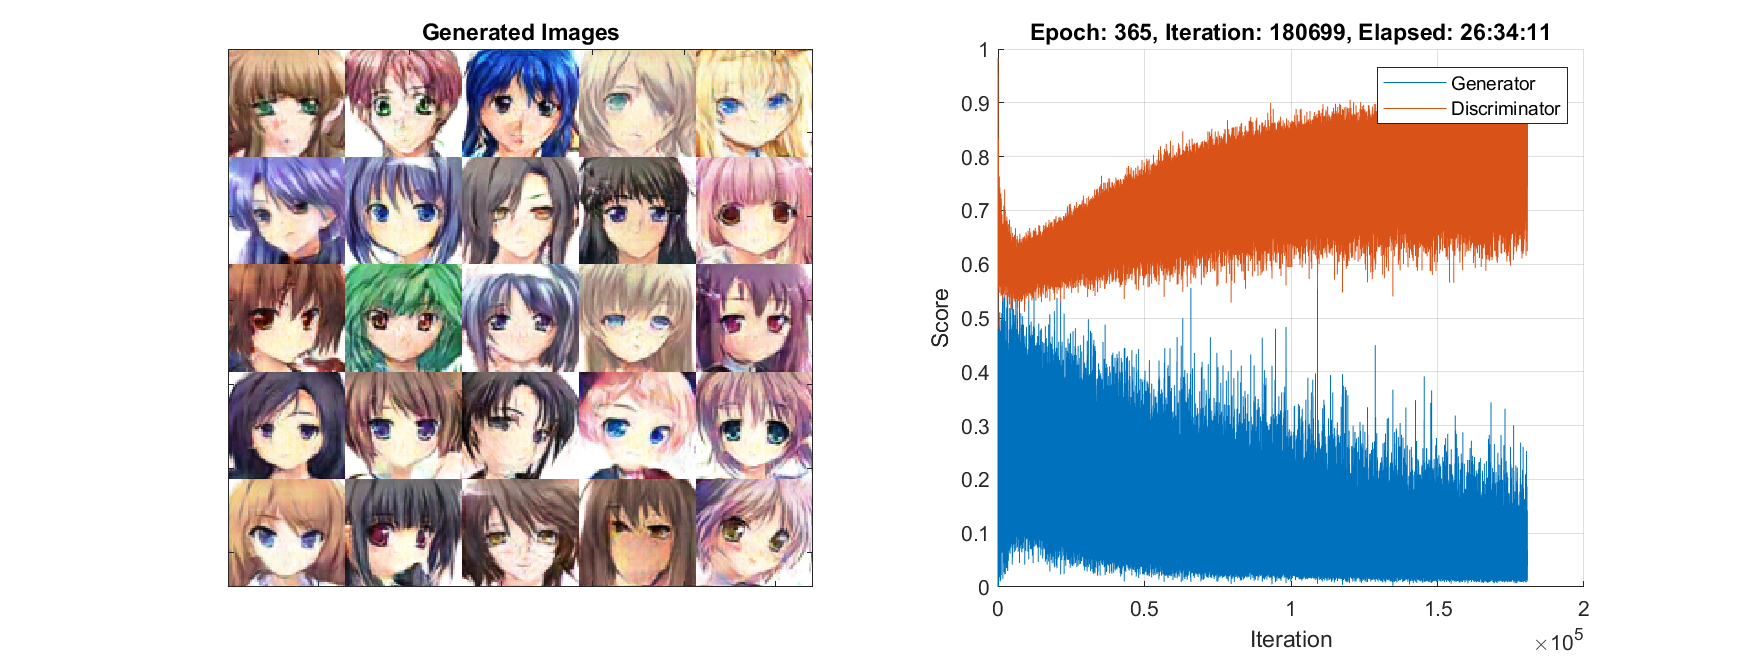 Generated Images
Epoch: 365, Iteration: 180699, Elapsed: 26:34:11
Generator
Discriminator
1
0.9
0.8
0.7
0.6
0.5
0.4
0.3
0.2
0.1
0
Score
0 0.5 1 1.5 2
Iteration
×10⁵